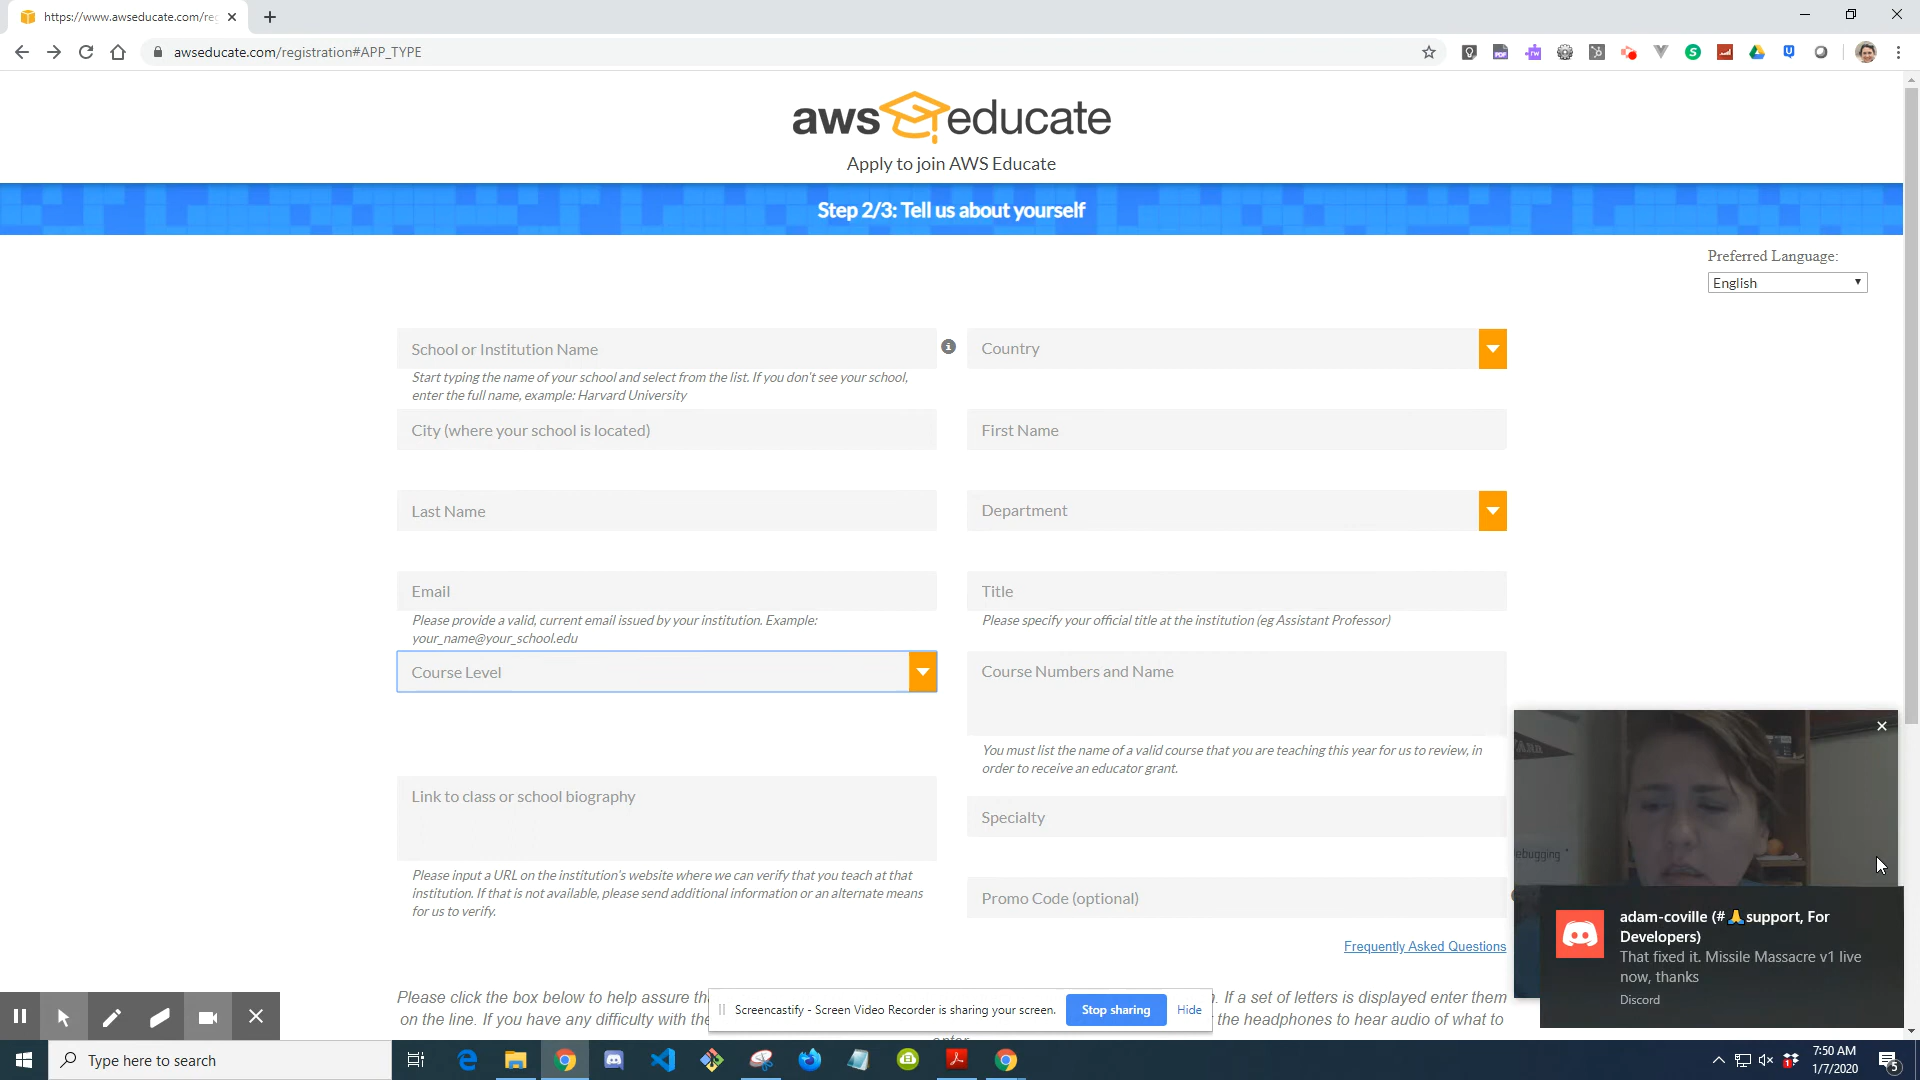 https://www.awseducate.com/reg
awseducate.com/registration#APP_TYPE
aws educate
Apply to join AWS Educate
Step 2/3: Tell us about yourself
Preferred Language:
English
School or Institution Name
Country
Start typing the name of your school and select from the list. If you don't see your school,
enter the full name, example: Harvard University
City (where your school is located)
First Name
Last Name
Department
Email
Title
Please provide a valid, current email issued by your institution. Example:
your_name@your_school.edu
Please specify your official title at the institution (eg Assistant Professor)
Course Level
Course Numbers and Name
You must list the name of a valid course that you are teaching this year for us to review, in
order to receive an educator grant.
Link to class or school biography
Specialty
Please input a URL on the institution's website where we can verify that you teach at that
institution. If that is not available, please send additional information or an alternate means
for us to verify.
Promo Code (optional)
Frequently Asked Questions
ebugging
adam-coville (#🙏support, For
Developers)
That fixed it. Missile Massacre v1 live
now, thanks
Discord
Please click the box below to help assure th
. If a set of letters is displayed enter them
on the line. If you have any difficulty with the
the headphones to hear audio of what to
Screencastify - Screen Video Recorder is sharing your screen.
Stop sharing
Hide
Type here to search
7:50 AM
1/7/2020
5